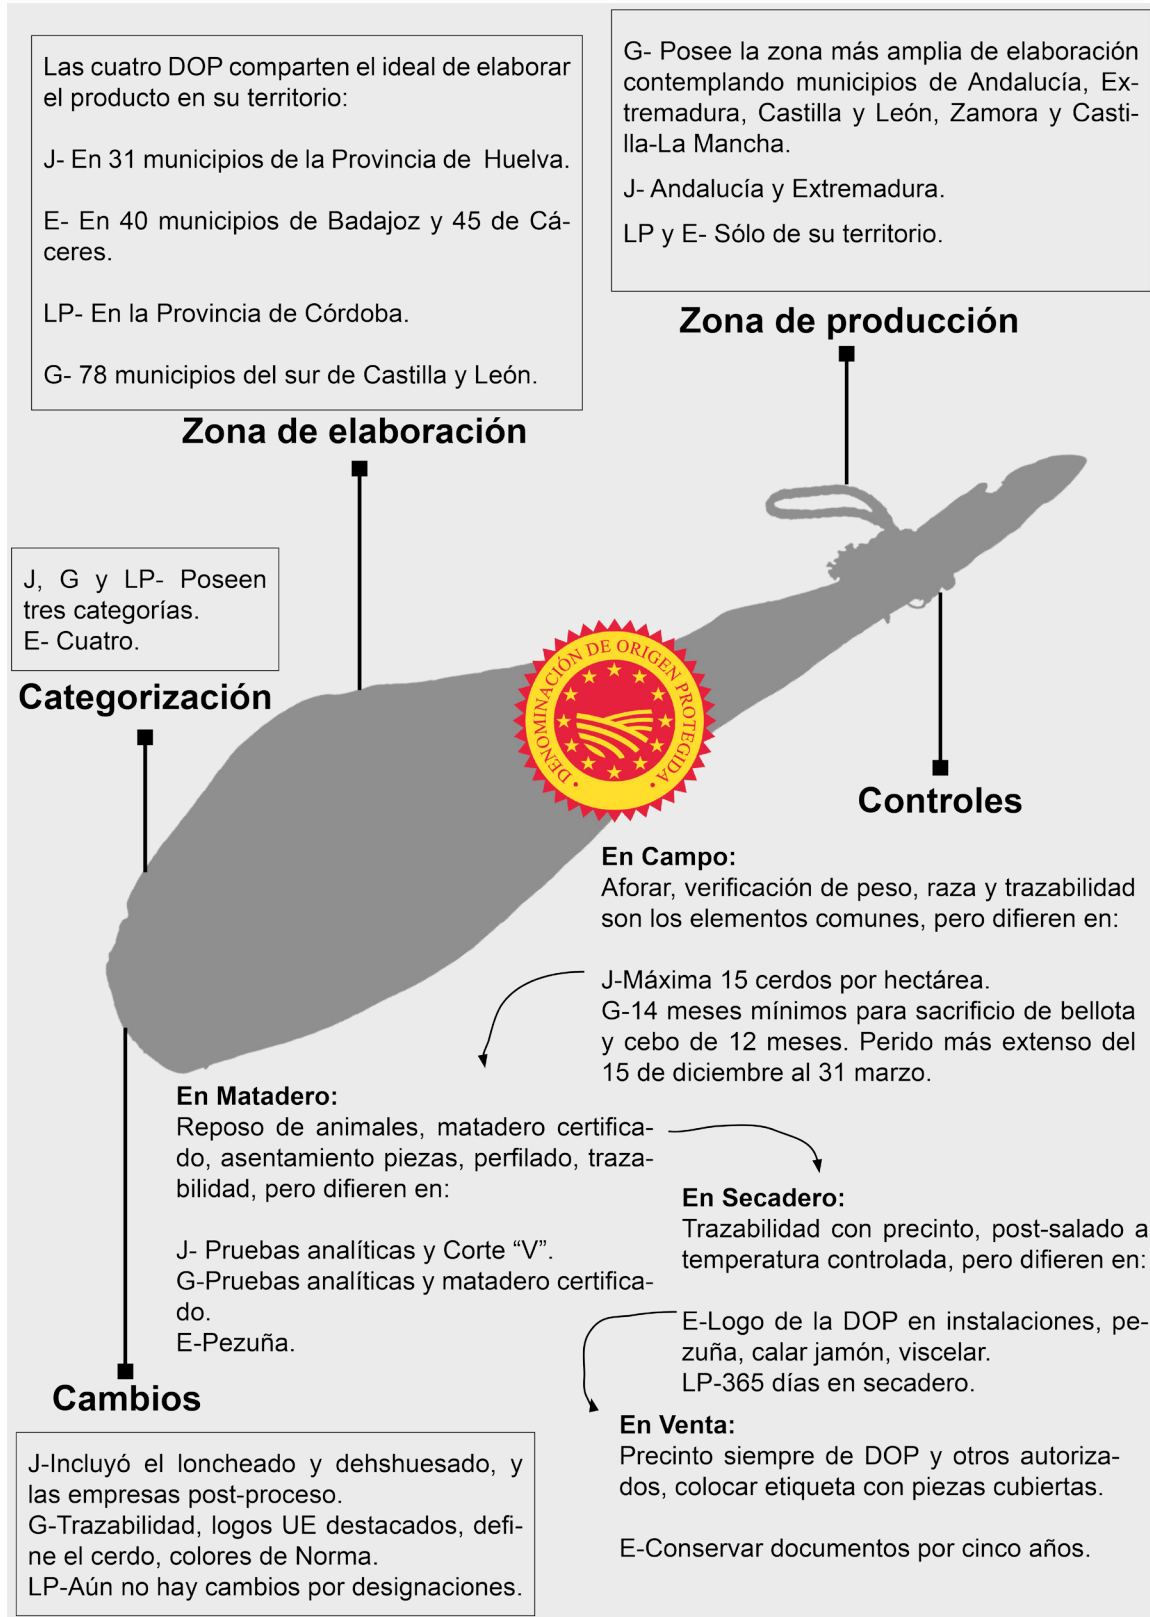 Las cuatro DOP comparten el ideal de elaborar
el producto en su territorio:
J- En 31 municipios de la Provincia de Huelva.
E- En 40 municipios de Badajoz y 45 de Cá-
ceres.
LP- En la Provincia de Córdoba.
G- 78 municipios del sur de Castilla y León.
Zona de elaboración
G- Posee la zona más amplia de elaboración
contemplando municipios de Andalucía, Ex-
tremadura, Castilla y León, Zamora y Casti-
lla-La Mancha.
J- Andalucía y Extremadura.
LP y E- Sólo de su territorio.
Zona de producción
J, G y LP- Poseen
tres categorías.
E- Cuatro.
Categorización
DENOMINACIÓN DE ORIGEN PROTEGIDA
Controles
En Campo:
Aforar, verificación de peso, raza y trazabilidad
son los elementos comunes, pero difieren en:
J-Máxima 15 cerdos por hectárea.
G-14 meses mínimos para sacrificio de bellota
y cebo de 12 meses. Perido más extenso del
15 de diciembre al 31 marzo.
En Matadero:
Reposo de animales, matadero certifica-
do, asentamiento piezas, perfilado, traza-
bilidad, pero difieren en:
J- Pruebas analíticas y Corte “V”.
G-Pruebas analíticas y matadero certifica-
do.
E-Pezuña.
En Secadero:
Trazabilidad con precinto, post-salado a
temperatura controlada, pero difieren en:
E-Logo de la DOP en instalaciones, pe-
zuña, calar jamón, viscelar.
LP-365 días en secadero.
En Venta:
Precinto siempre de DOP y otros autoriza-
dos, colocar etiqueta con piezas cubiertas.
E-Conservar documentos por cinco años.
Cambios
J-Incluyó el loncheado y dehshuesado, y
las empresas post-proceso.
G-Trazabilidad, logos UE destacados, defi-
ne el cerdo, colores de Norma.
LP-Aún no hay cambios por designaciones.